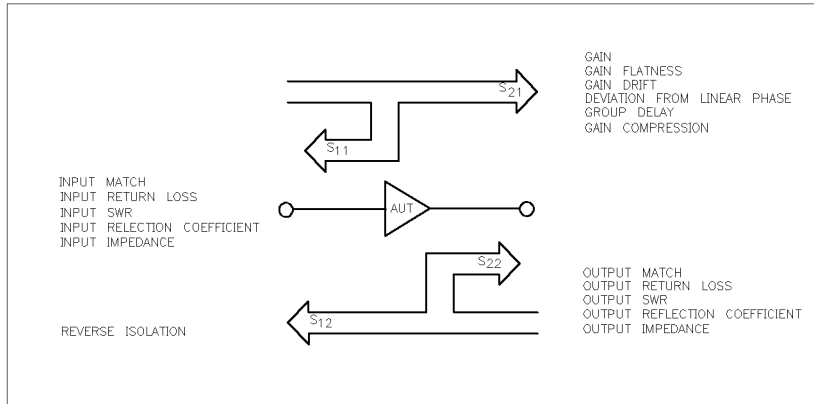 GAIN
GAIN FLATNESS
GAIN DRIFT
DEVIATION FROM LINEAR PHASE
GROUP DELAY
GAIN COMPRESSION
S21
S11
INPUT MATCH
INPUT RETURN LOSS
INPUT SWR
INPUT RELECTION COEFFICIENT
INPUT IMPEDANCE
AUT
S22
OUTPUT MATCH
OUTPUT RETURN LOSS
OUTPUT SWR
OUTPUT REFLECTION COEFFICIENT
OUTPUT IMPEDANCE
S12
REVERSE ISOLATION